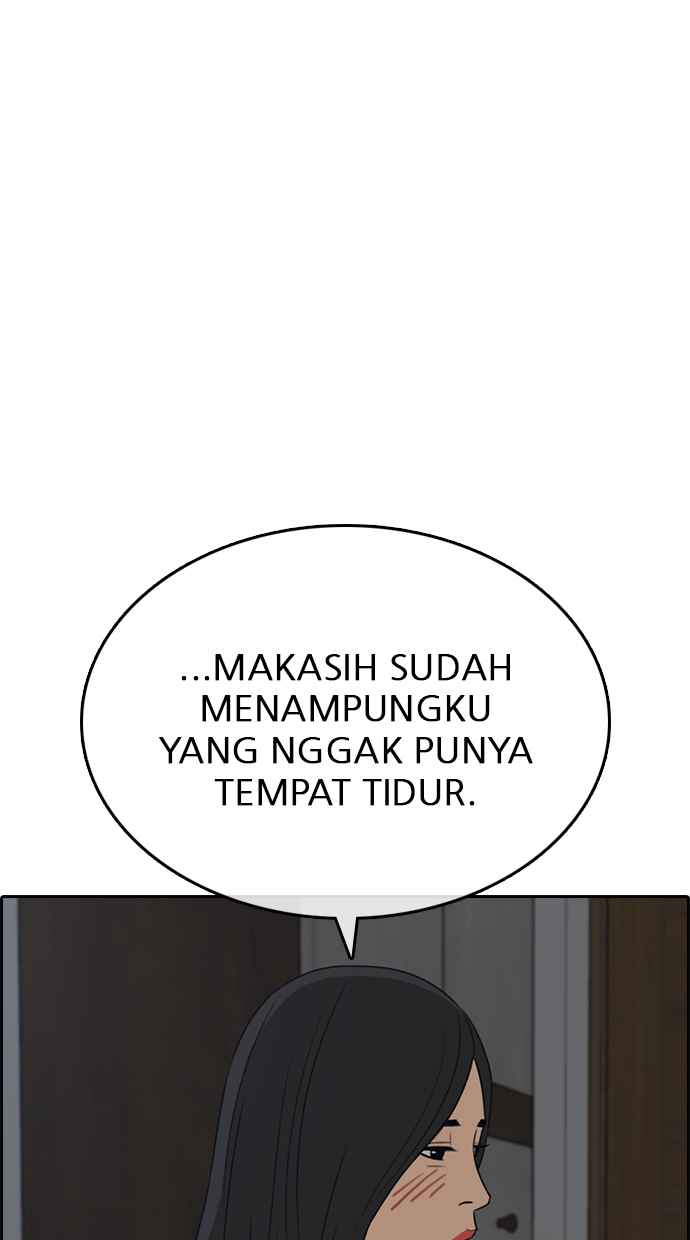 ...MAKASIH SUDAH
MENAMPUNGKU
YANG NGGAK PUNYA
TEMPAT TIDUR.